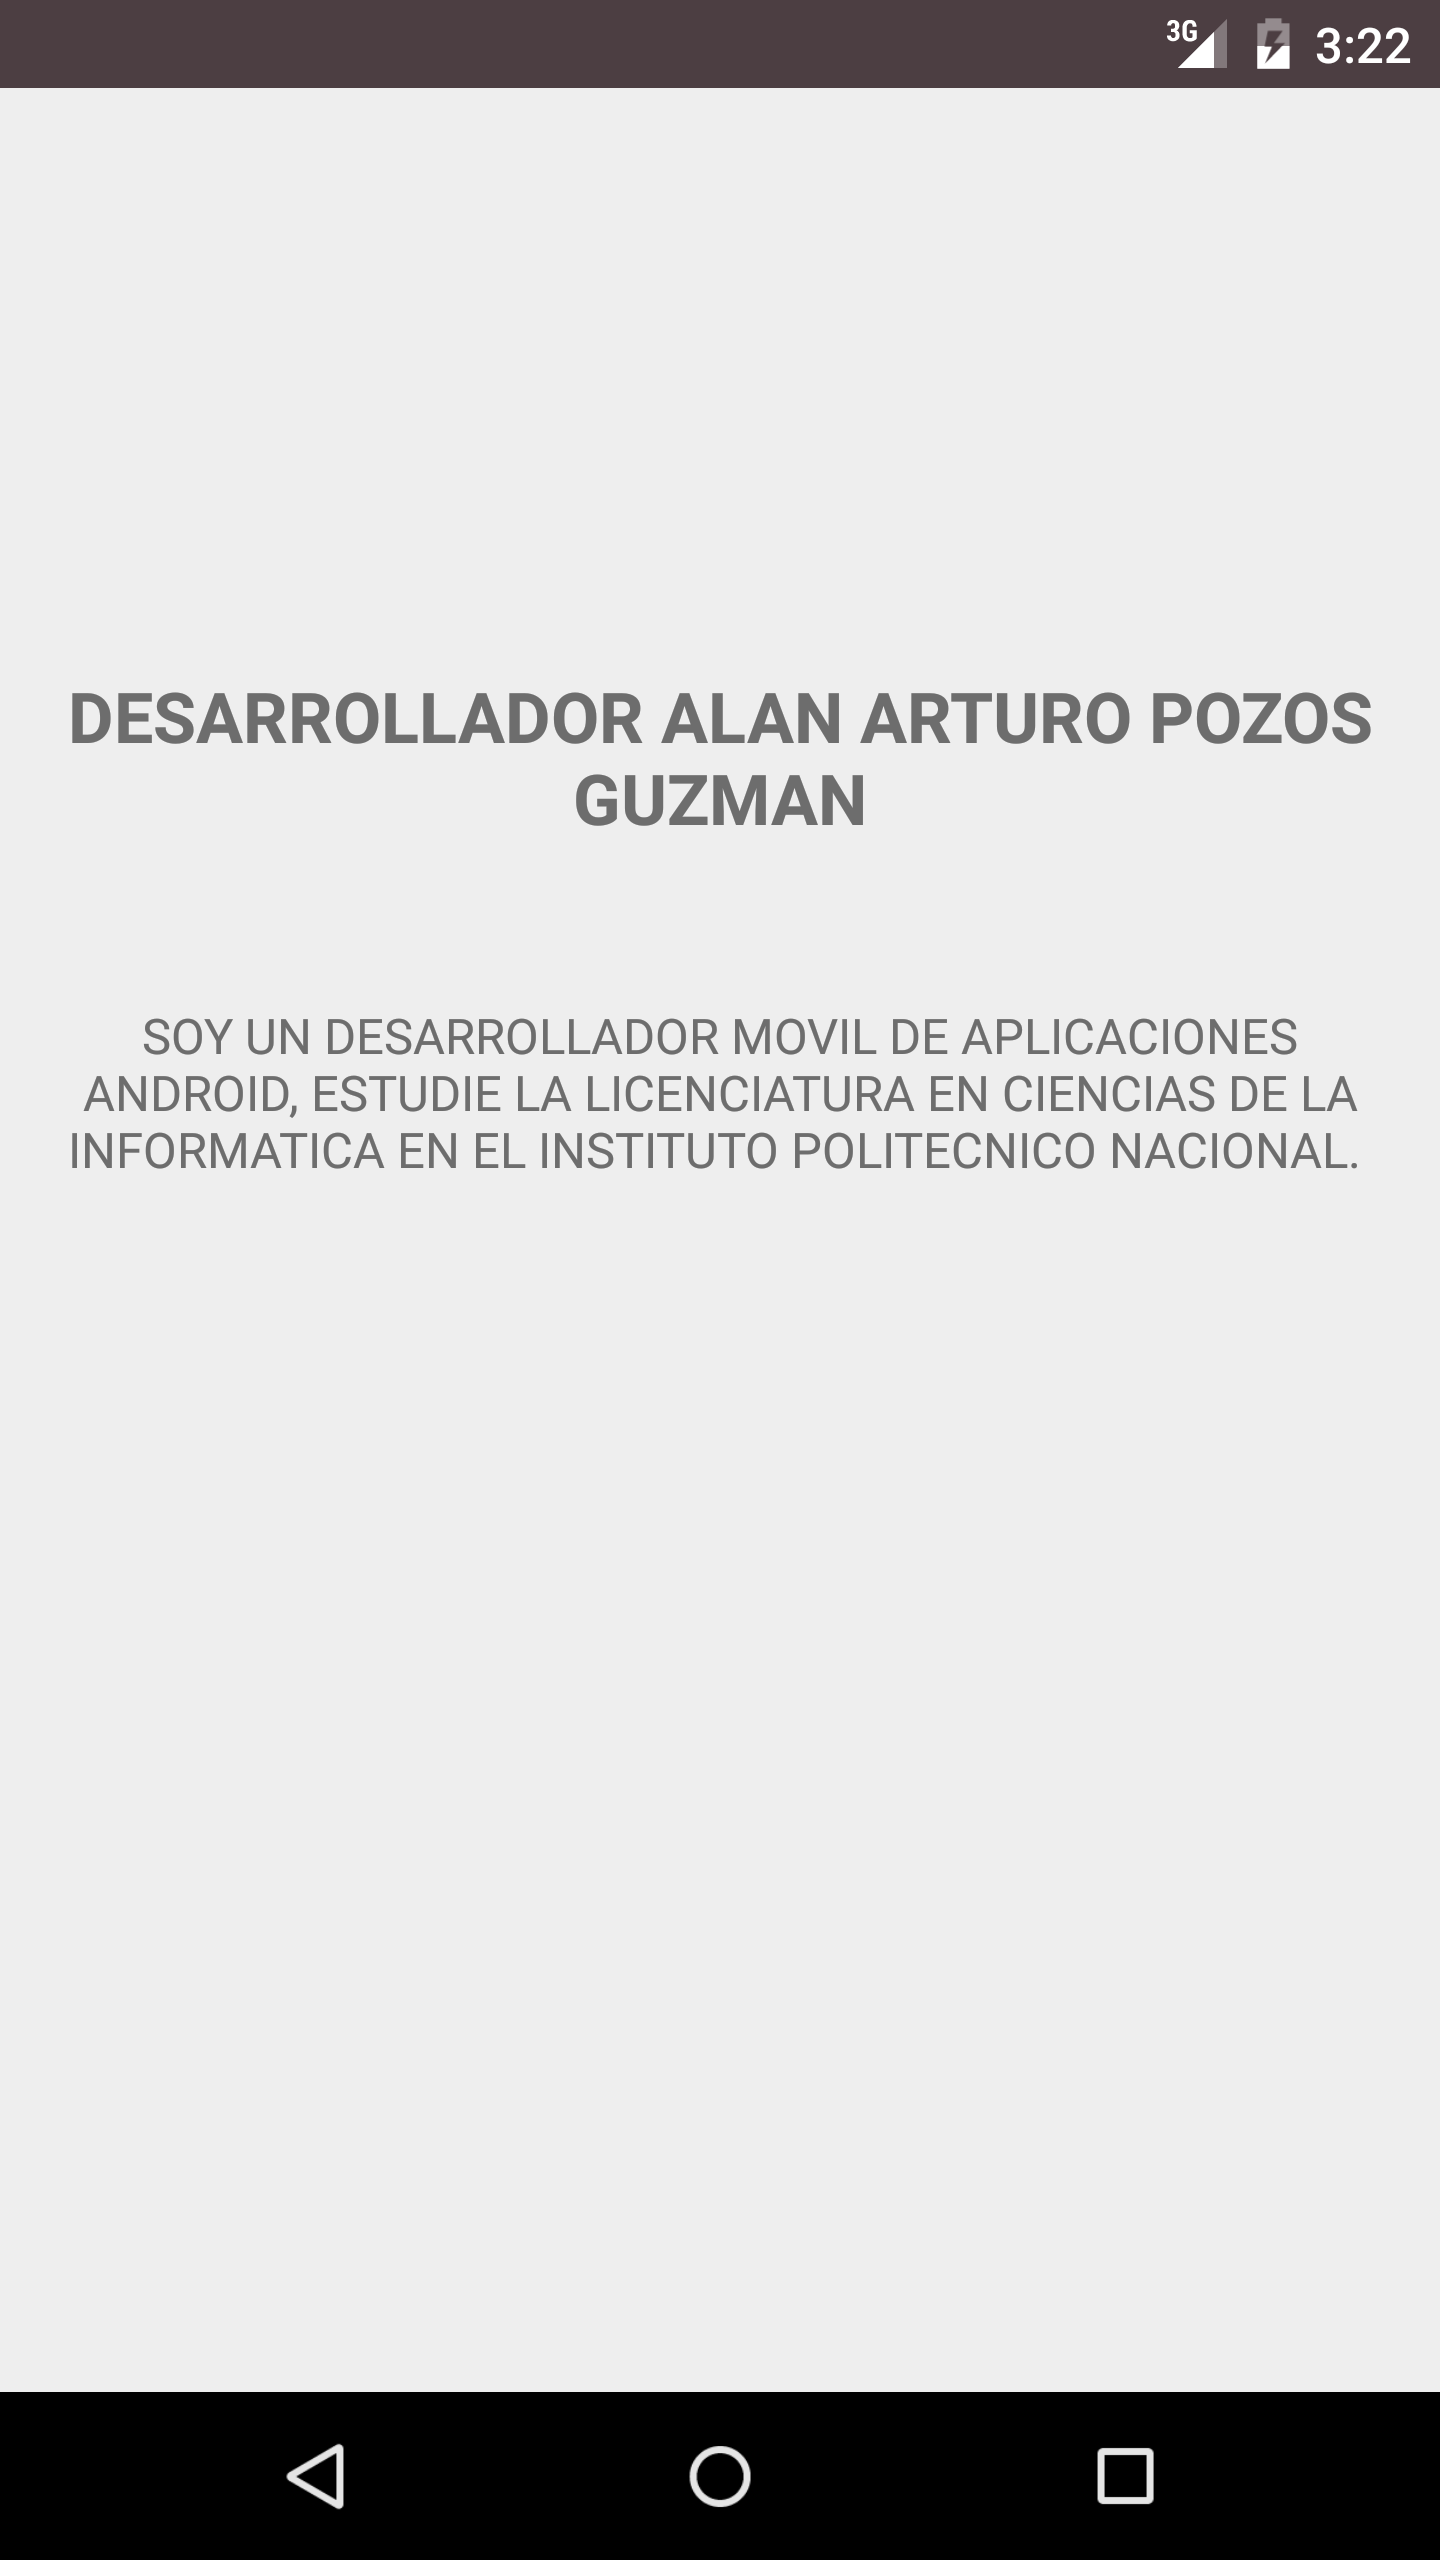 3G 3:22
DESARROLLADOR ALAN ARTURO POZOS
GUZMAN
SOY UN DESARROLLADOR MOVIL DE APLICACIONES
ANDROID, ESTUDIE LA LICENCIATURA EN CIENCIAS DE LA
INFORMATICA EN EL INSTITUTO POLITECNICO NACIONAL.